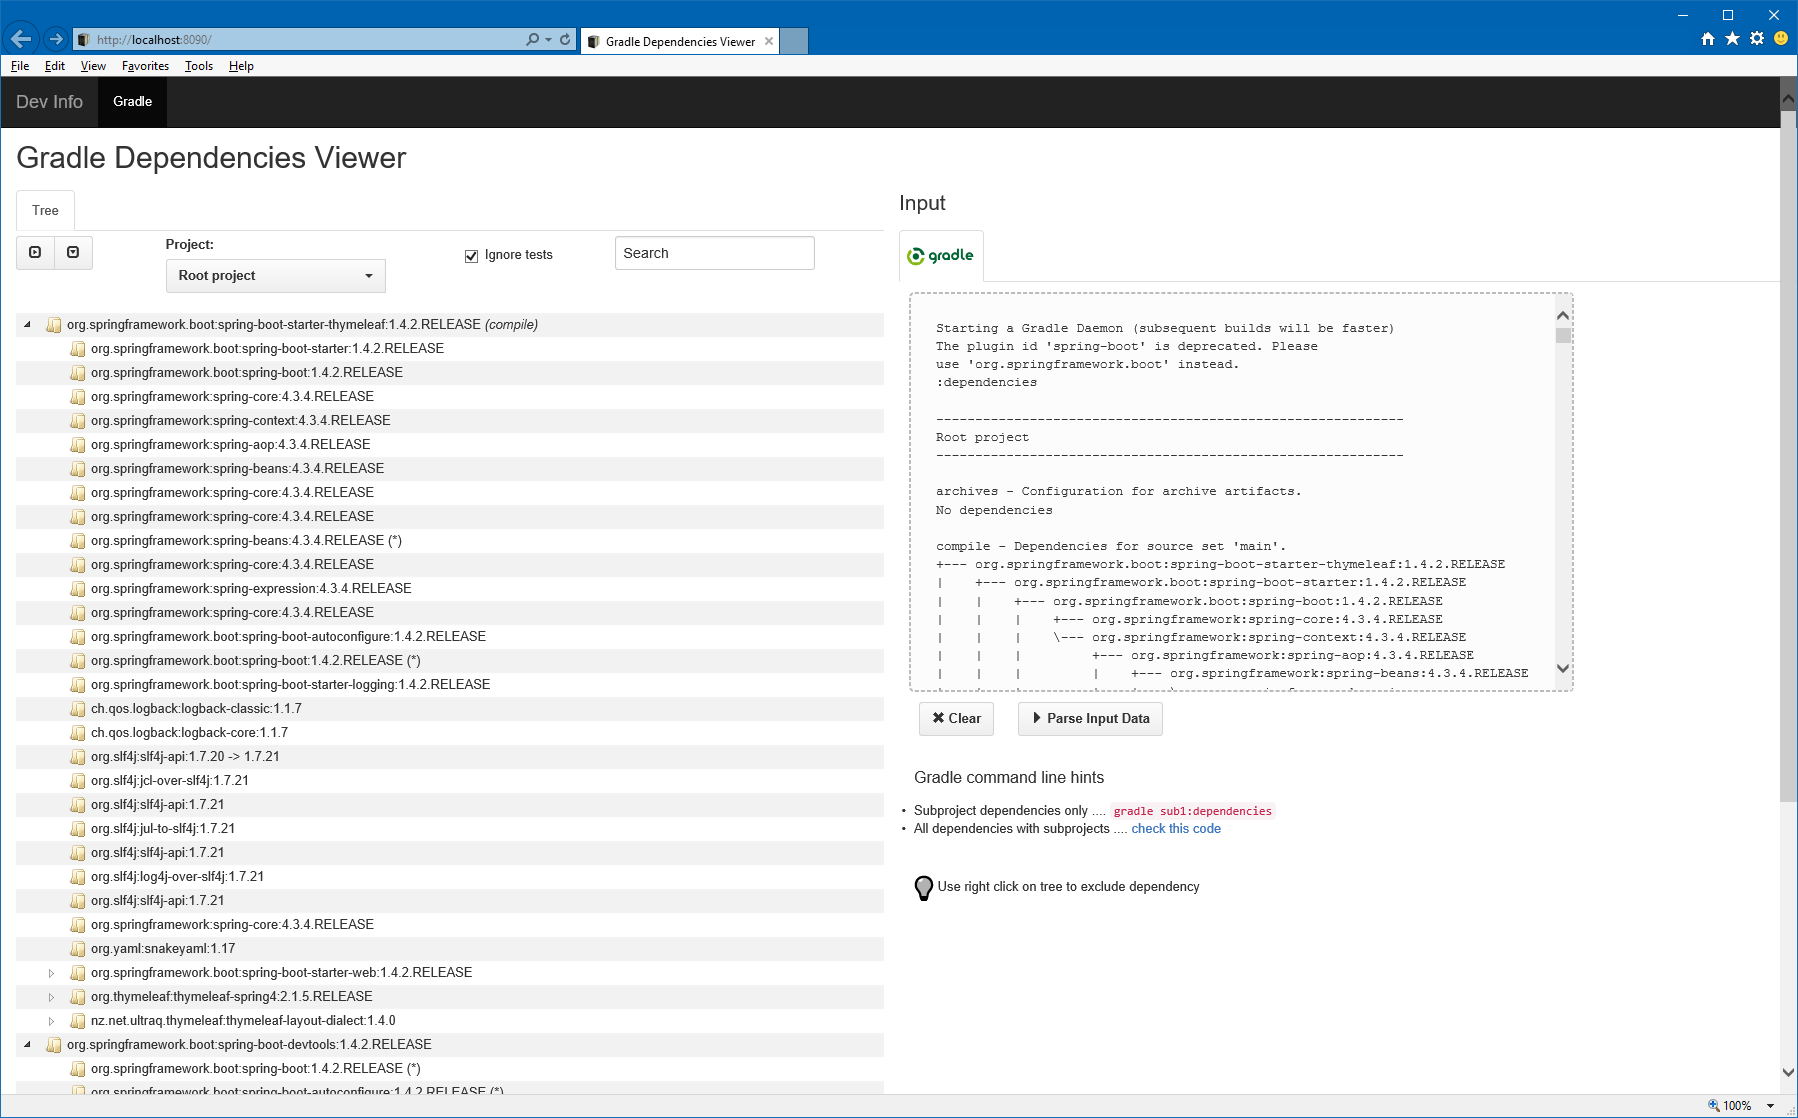 http://localhost:8090/
Gradle Dependencies Viewer
File Edit View Favorites Tools Help
Dev Info Gradle
Gradle Dependencies Viewer
Tree
Project:
Root project
Ignore tests
Search
org.springframework.boot:spring-boot-starter-thymeleaf:1.4.2.RELEASE (compile)
org.springframework.boot:spring-boot-starter:1.4.2.RELEASE
org.springframework.boot:spring-boot:1.4.2.RELEASE
org.springframework:spring-core:4.3.4.RELEASE
org.springframework:spring-context:4.3.4.RELEASE
org.springframework:spring-aop:4.3.4.RELEASE
org.springframework:spring-beans:4.3.4.RELEASE
org.springframework:spring-core:4.3.4.RELEASE
org.springframework:spring-core:4.3.4.RELEASE
org.springframework:spring-beans:4.3.4.RELEASE (*)
org.springframework:spring-core:4.3.4.RELEASE
org.springframework:spring-expression:4.3.4.RELEASE
org.springframework:spring-core:4.3.4.RELEASE
org.springframework.boot:spring-boot-autoconfigure:1.4.2.RELEASE
org.springframework.boot:spring-boot:1.4.2.RELEASE (*)
org.springframework.boot:spring-boot-starter-logging:1.4.2.RELEASE
ch.qos.logback:logback-classic:1.1.7
ch.qos.logback:logback-core:1.1.7
org.slf4j:slf4j-api:1.7.20 -> 1.7.21
org.slf4j:jcl-over-slf4j:1.7.21
org.slf4j:slf4j-api:1.7.21
org.slf4j:jul-to-slf4j:1.7.21
org.slf4j:slf4j-api:1.7.21
org.slf4j:log4j-over-slf4j:1.7.21
org.slf4j:slf4j-api:1.7.21
org.springframework:spring-core:4.3.4.RELEASE
org.yaml:snakeyaml:1.17
org.springframework.boot:spring-boot-starter-web:1.4.2.RELEASE
org.thymeleaf:thymeleaf-spring4:2.1.5.RELEASE
nz.net.ultraq.thymeleaf:thymeleaf-layout-dialect:1.4.0
org.springframework.boot:spring-boot-devtools:1.4.2.RELEASE
org.springframework.boot:spring-boot:1.4.2.RELEASE (*)
org.springframework.boot:spring-boot-autoconfigure:1.4.2.RELEASE (*)
Input
gradle
Starting a Gradle Daemon (subsequent builds will be faster)
The plugin id 'spring-boot' is deprecated. Please
use 'org.springframework.boot' instead.
:dependencies
------------------------------------------------------------
Root project
------------------------------------------------------------
archives - Configuration for archive artifacts.
No dependencies
compile - Dependencies for source set 'main'.
+--- org.springframework.boot:spring-boot-starter-thymeleaf:1.4.2.RELEASE
|    +--- org.springframework.boot:spring-boot-starter:1.4.2.RELEASE
|    |    +--- org.springframework.boot:spring-boot:1.4.2.RELEASE
|    |    |    +--- org.springframework:spring-core:4.3.4.RELEASE
|    |    |    \--- org.springframework:spring-context:4.3.4.RELEASE
|    |    |         +--- org.springframework:spring-aop:4.3.4.RELEASE
|    |    |         |    +--- org.springframework:spring-beans:4.3.4.RELEASE
Clear
Parse Input Data
Gradle command line hints
• Subproject dependencies only .... gradle sub1:dependencies
• All dependencies with subprojects .... check this code
Use right click on tree to exclude dependency
100%